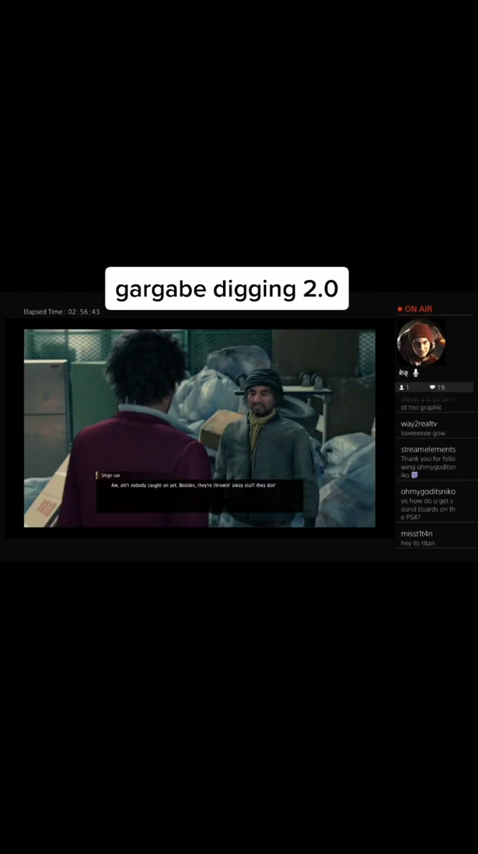 gargabe digging 2.0
Elapsed Time : 02:56:43
ON AIR
1
19
ot too graphic
way2realtv
loveeeeee gow
streamelements
Thank you for follo
wing ohmygoditsn
iko
ohmygoditsniko
yo how do u get s
ound boards on th
e PS4?
misst1t4n
hey its titan
Shige-san
Aw, ain't nobody caught on yet. Besides, they're throwin' away stuff they don'